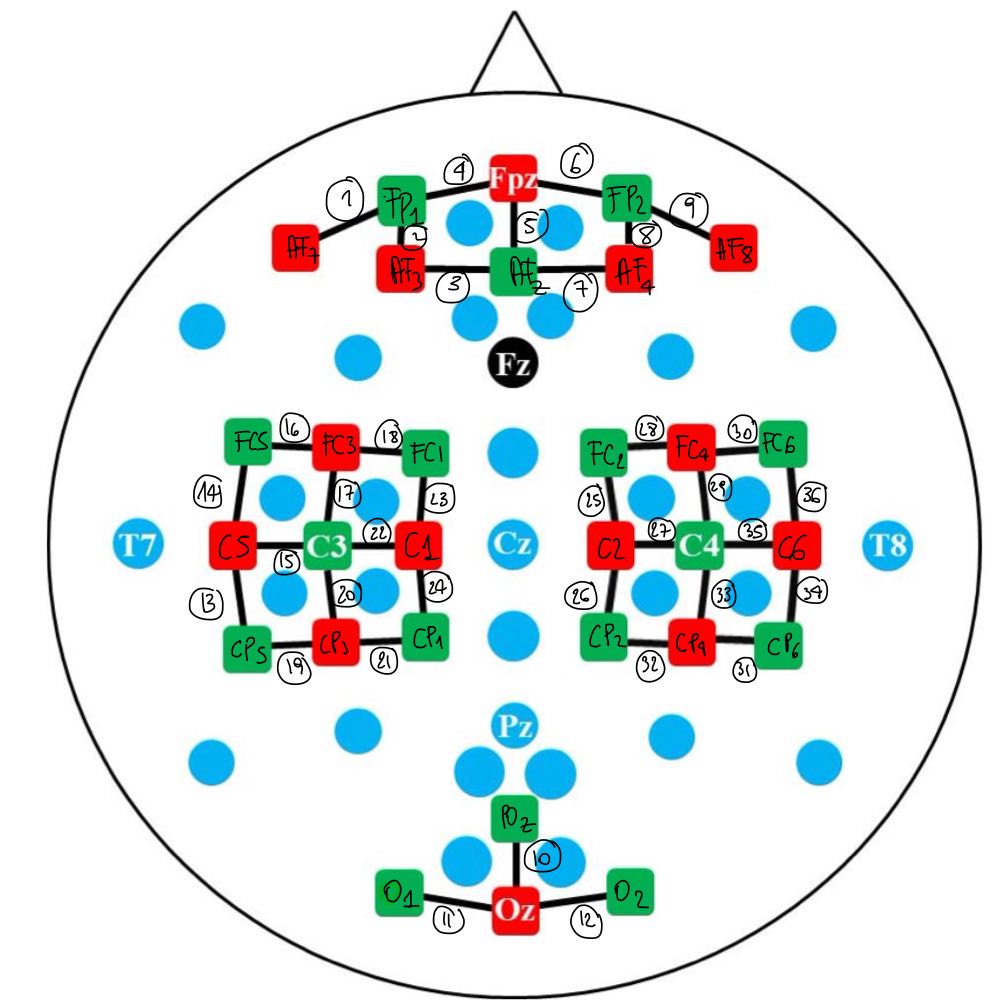 4 Fpz 6
1 FP1 FP2 9
2 5 8
AF7 AF3 AFz AF4 AF8
3 7
Fz
16 18 28 30
FC5 FC3 FC1 FC2 FC4 FC6
14 17 23 25 29 36
22 27 35
T7 C5 C3 C1 Cz C2 C4 C6 T8
15
13 20 24 26 33 34
CP5 CP3 CP1 CP2 CP4 CP6
19 21 32 31
Pz
POz
10
O1 Oz O2
11 12